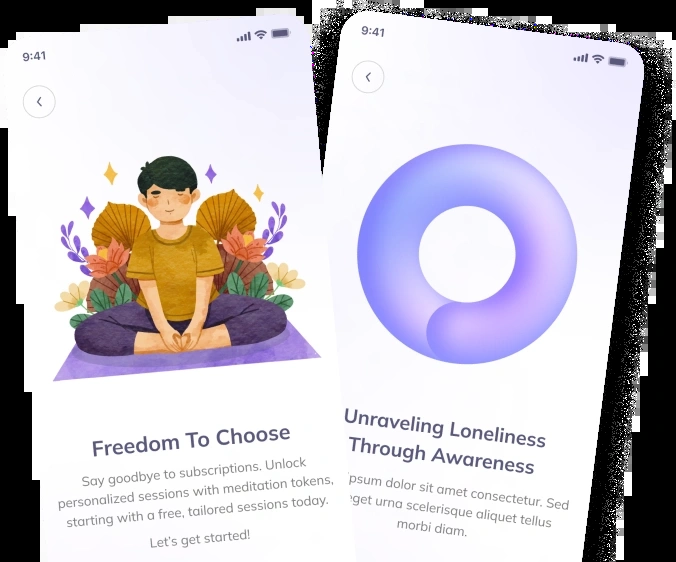 9:41
Freedom To Choose
Say goodbye to subscriptions. Unlock
personalized sessions with meditation tokens,
starting with a free, tailored sessions today.
Let's get started!
9:41
Unraveling Loneliness
Through Awareness
ipsum dolor sit amet consectetur. Sed
eget urna scelerisque aliquet tellus
morbi diam.